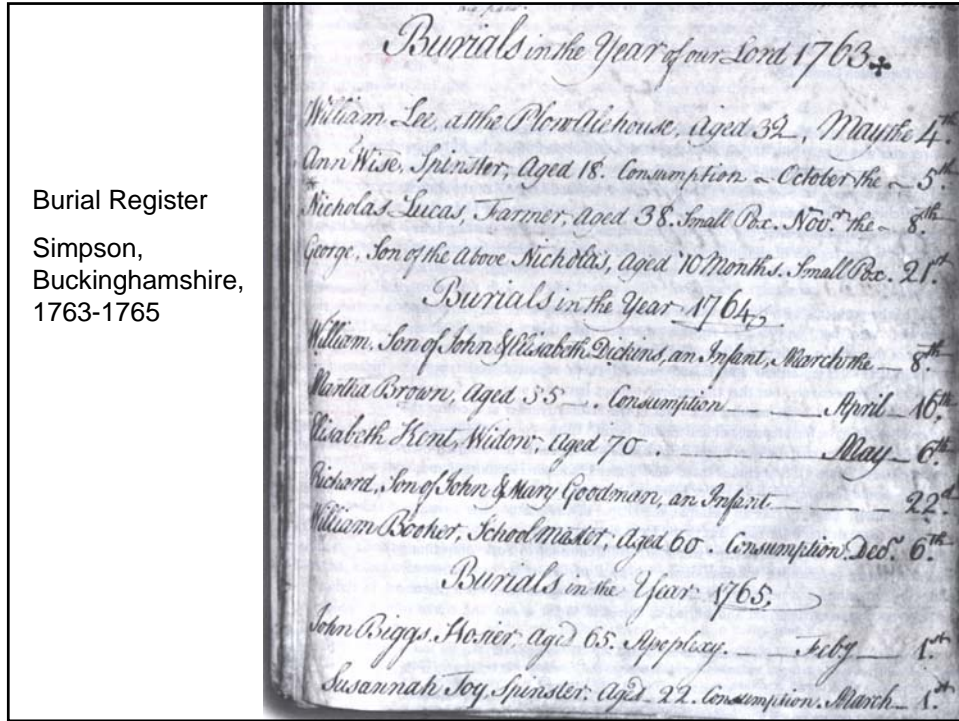 Burial Register
Simpson,
Buckinghamshire,
1763-1765
Burials in the Year of our Lord 1763
William Lee, at the Plow Alehouse, Aged 32, May the 4th
Ann Wise, Spinster, Aged 18. Consumption ~ October the ~ 5th
Nicholas Lucas, Farmer, aged 38. Small Pox. Novr. the ~ 8th
George, Son of the Above Nicholas, aged 10 Months. Small Pox. 21st
Burials in the Year 1764
William, Son of John & Elisabeth Dickins, an Infant, March the — 8th
Martha Brown, Aged 35 —. Consumption — — April — 16th
Elisabeth Kent, Widow, Aged 70 . — — May — 6th
Richard, Son of John & Mary Goodman, an Infant — — — 22d
William Booker, Schoolmaster, Aged 60 . Consumption. Decr. 6th
Burials in the Year 1765
John Biggs, Hosier, aged 65. Apoplexy. — Feby — 1st
Susannah Joy, Spinster. Aged. 22. Consumption. March — 1st